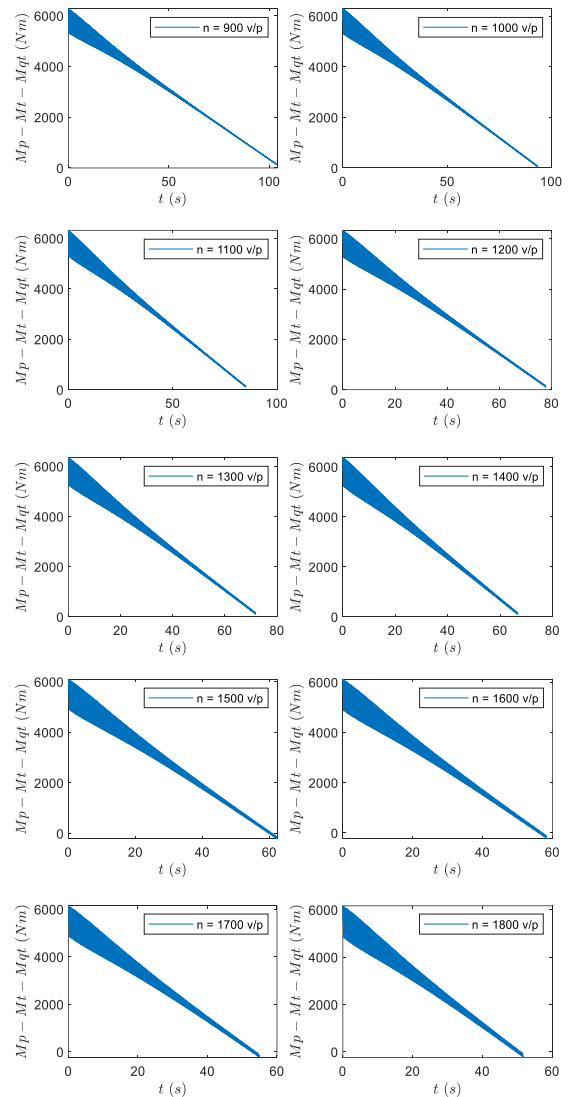 n = 900 v/p
6000
4000
2000
0
Mp − Mt − Mqt (Nm)
0 50 100
t (s)
n = 1000 v/p
6000
4000
2000
0
Mp − Mt − Mqt (Nm)
0 50 100
t (s)
n = 1100 v/p
6000
4000
2000
0
Mp − Mt − Mqt (Nm)
0 50 100
t (s)
n = 1200 v/p
6000
4000
2000
0
Mp − Mt − Mqt (Nm)
0 20 40 60 80
t (s)
n = 1300 v/p
6000
4000
2000
0
Mp − Mt − Mqt (Nm)
0 20 40 60 80
t (s)
n = 1400 v/p
6000
4000
2000
0
Mp − Mt − Mqt (Nm)
0 20 40 60 80
t (s)
n = 1500 v/p
6000
4000
2000
0
Mp − Mt − Mqt (Nm)
0 20 40 60
t (s)
n = 1600 v/p
6000
4000
2000
0
Mp − Mt − Mqt (Nm)
0 20 40 60
t (s)
n = 1700 v/p
6000
4000
2000
0
Mp − Mt − Mqt (Nm)
0 20 40 60
t (s)
n = 1800 v/p
6000
4000
2000
0
Mp − Mt − Mqt (Nm)
0 20 40 60
t (s)